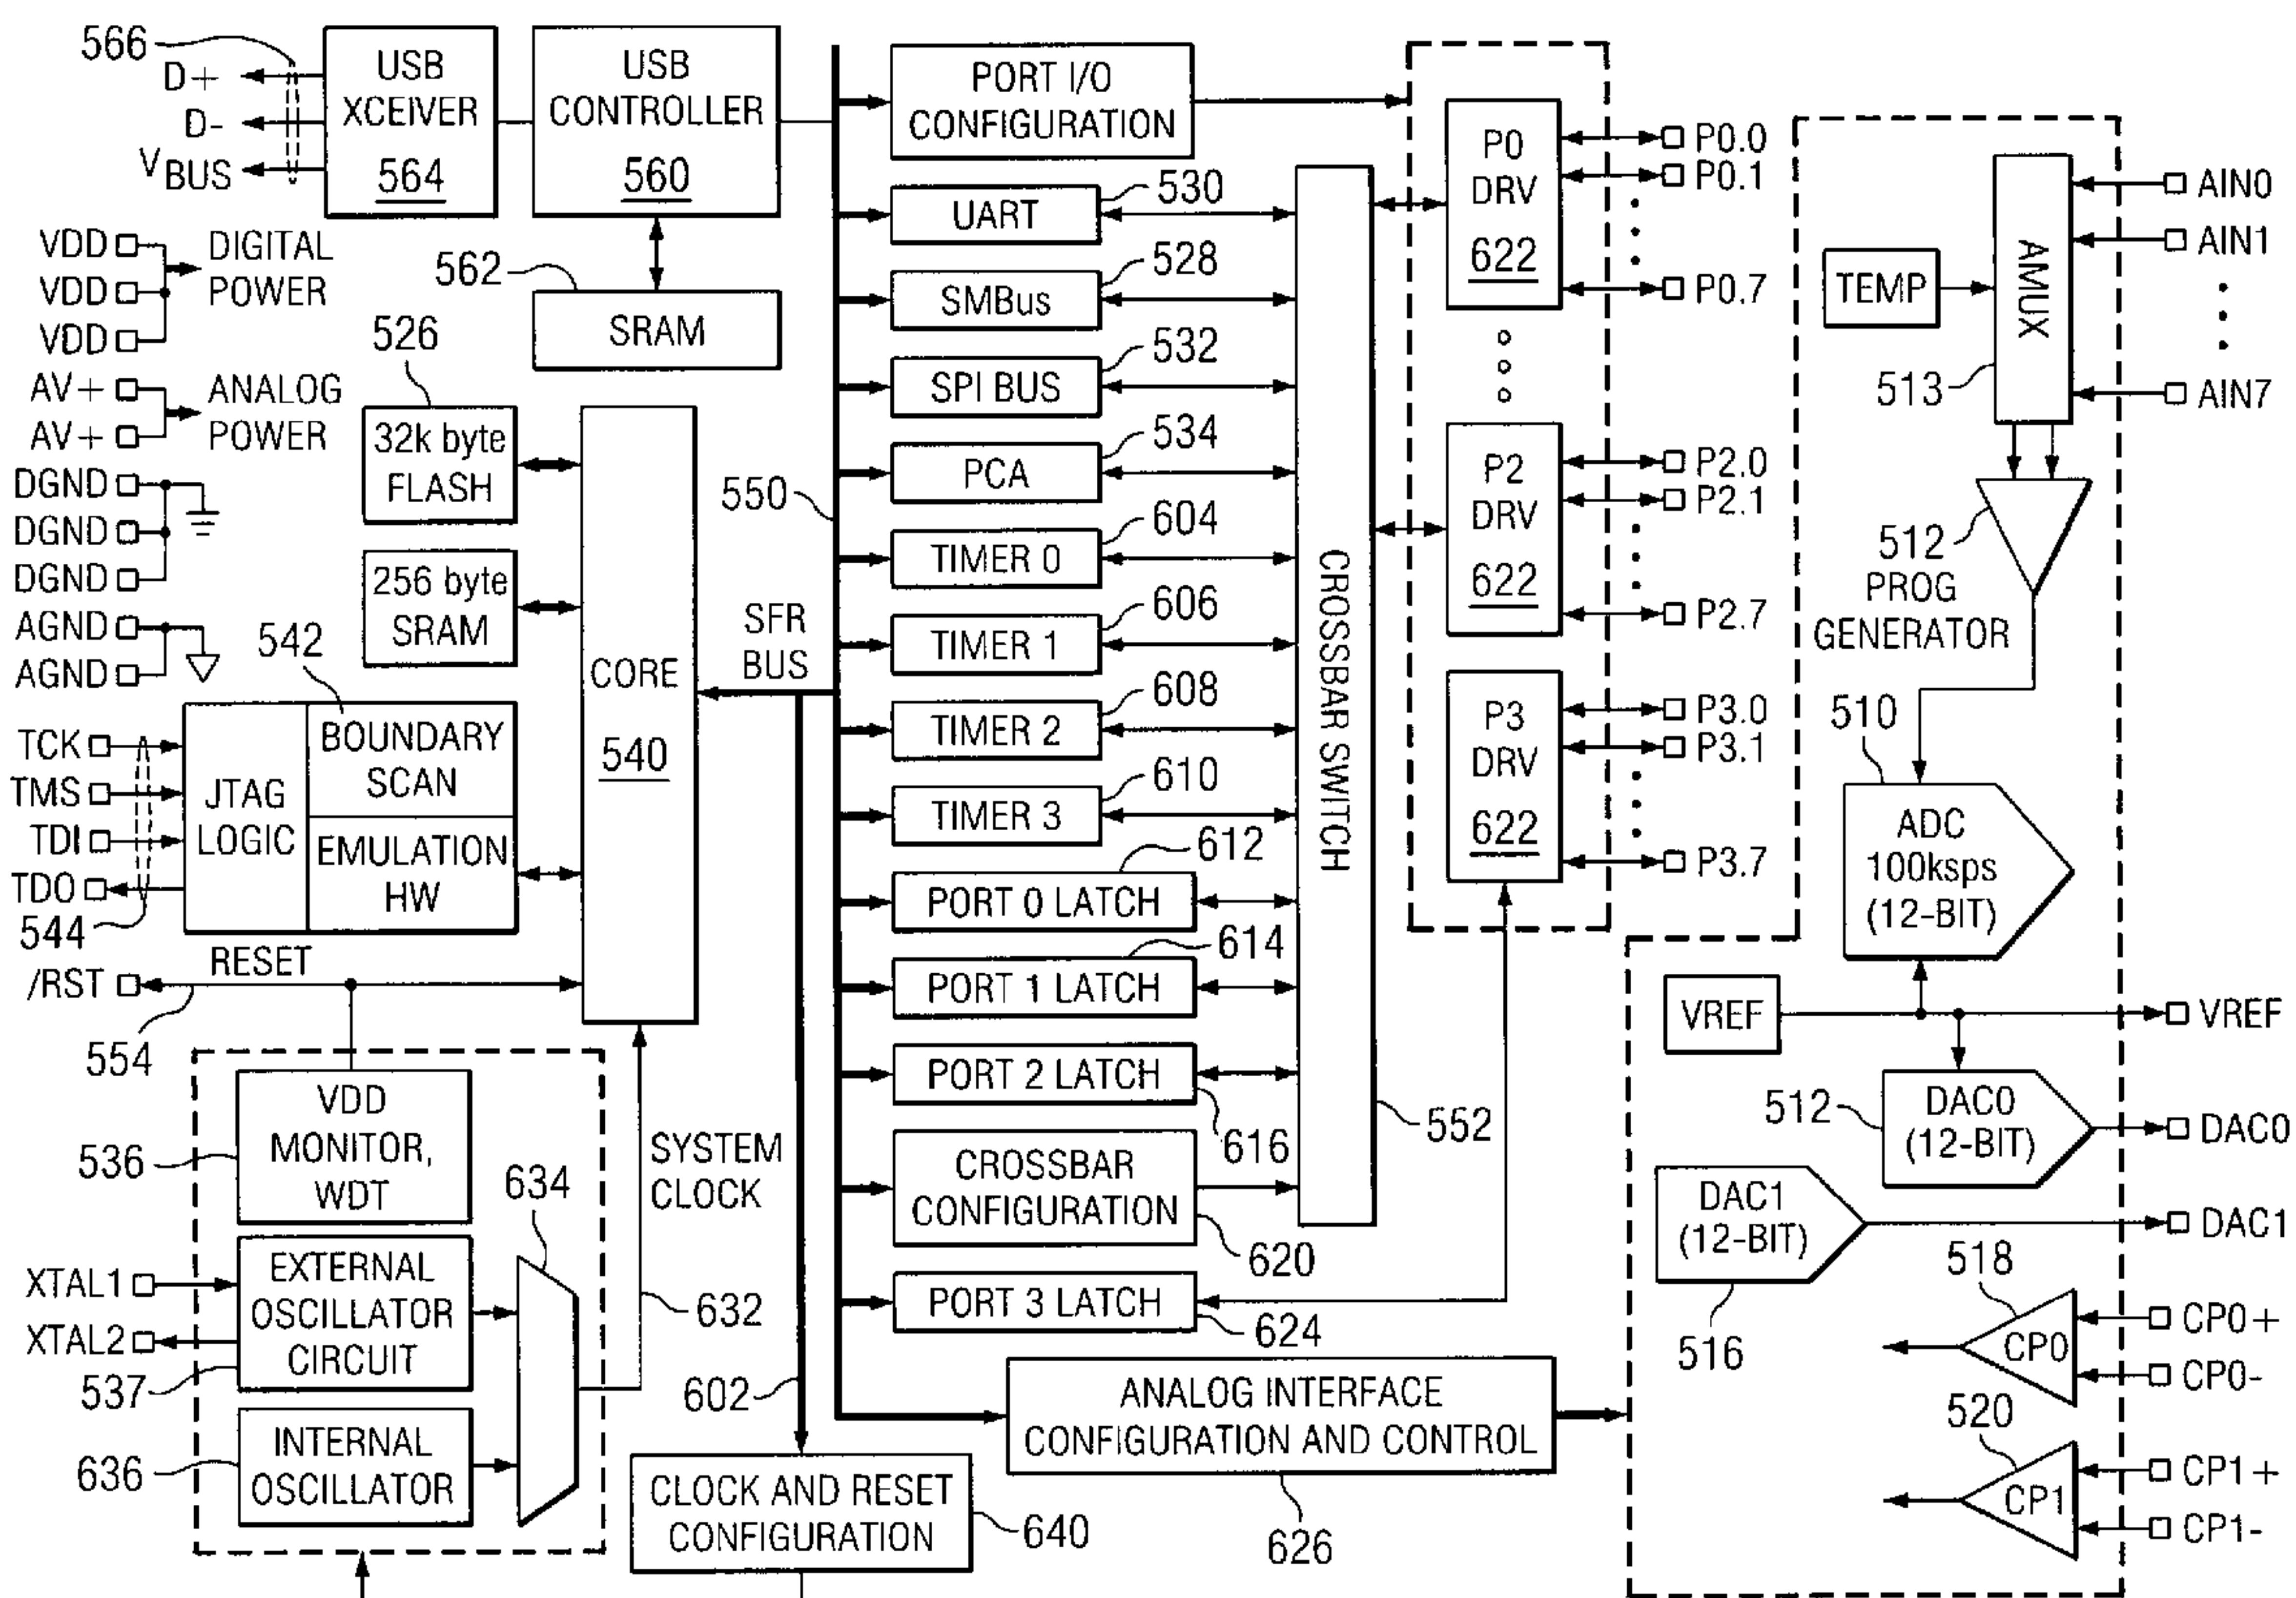 566
D+
D-
VBUS
USB
XCEIVER
564
USB
CONTROLLER
560
562
SRAM
VDD
VDD
VDD
DIGITAL
POWER
AV+
AV+
ANALOG
POWER
DGND
DGND
DGND
AGND
AGND
526
32k byte
FLASH
256 byte
SRAM
542
TCK
TMS
TDI
TDO
544
JTAG
LOGIC
BOUNDARY
SCAN
EMULATION
HW
CORE
540
/RST
RESET
554
VDD
MONITOR,
WDT
536
XTAL1
XTAL2
EXTERNAL
OSCILLATOR
CIRCUIT
537
INTERNAL
OSCILLATOR
636
634
SYSTEM
CLOCK
632
550
SFR
BUS
602
CLOCK AND RESET
CONFIGURATION
640
PORT I/O
CONFIGURATION
UART
530
SMBus
528
SPI BUS
532
PCA
534
TIMER 0
604
TIMER 1
606
TIMER 2
608
TIMER 3
610
PORT 0 LATCH
612
PORT 1 LATCH
614
PORT 2 LATCH
616
CROSSBAR
CONFIGURATION
620
PORT 3 LATCH
624
ANALOG INTERFACE
CONFIGURATION AND CONTROL
626
CROSSBAR SWITCH
552
P0
DRV
622
P0.0
P0.1
P0.7
P2
DRV
622
P2.0
P2.1
P2.7
P3
DRV
622
P3.0
P3.1
P3.7
TEMP
AMUX
513
AIN0
AIN1
AIN7
512
PROG
GENERATOR
510
ADC
100ksps
(12-BIT)
VREF
VREF
512
DAC0
(12-BIT)
DAC0
DAC1
(12-BIT)
DAC1
516
518
CP0
CP0+
CP0-
520
CP1
CP1+
CP1-